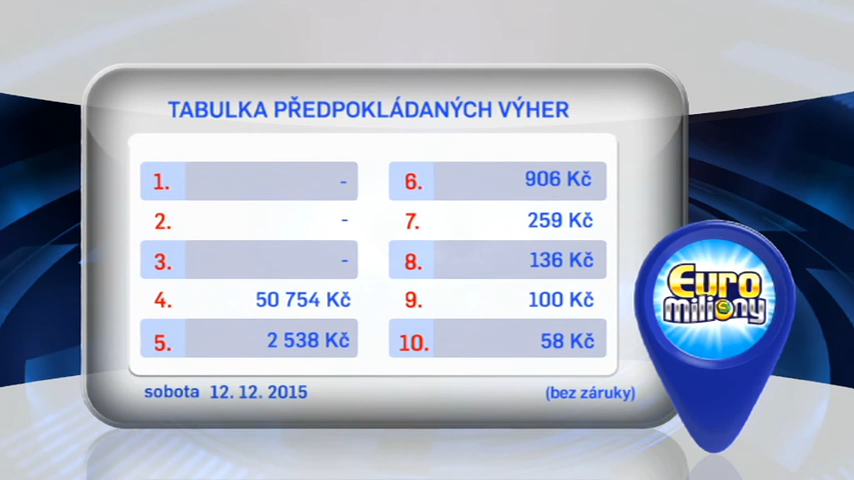 TABULKA PŘEDPOKLÁDANÝCH VÝHER
1. -
2. -
3. -
4. 50 754 Kč
5. 2 538 Kč
6. 906 Kč
7. 259 Kč
8. 136 Kč
9. 100 Kč
10. 58 Kč
sobota 12. 12. 2015
(bez záruky)
Euro
miliony